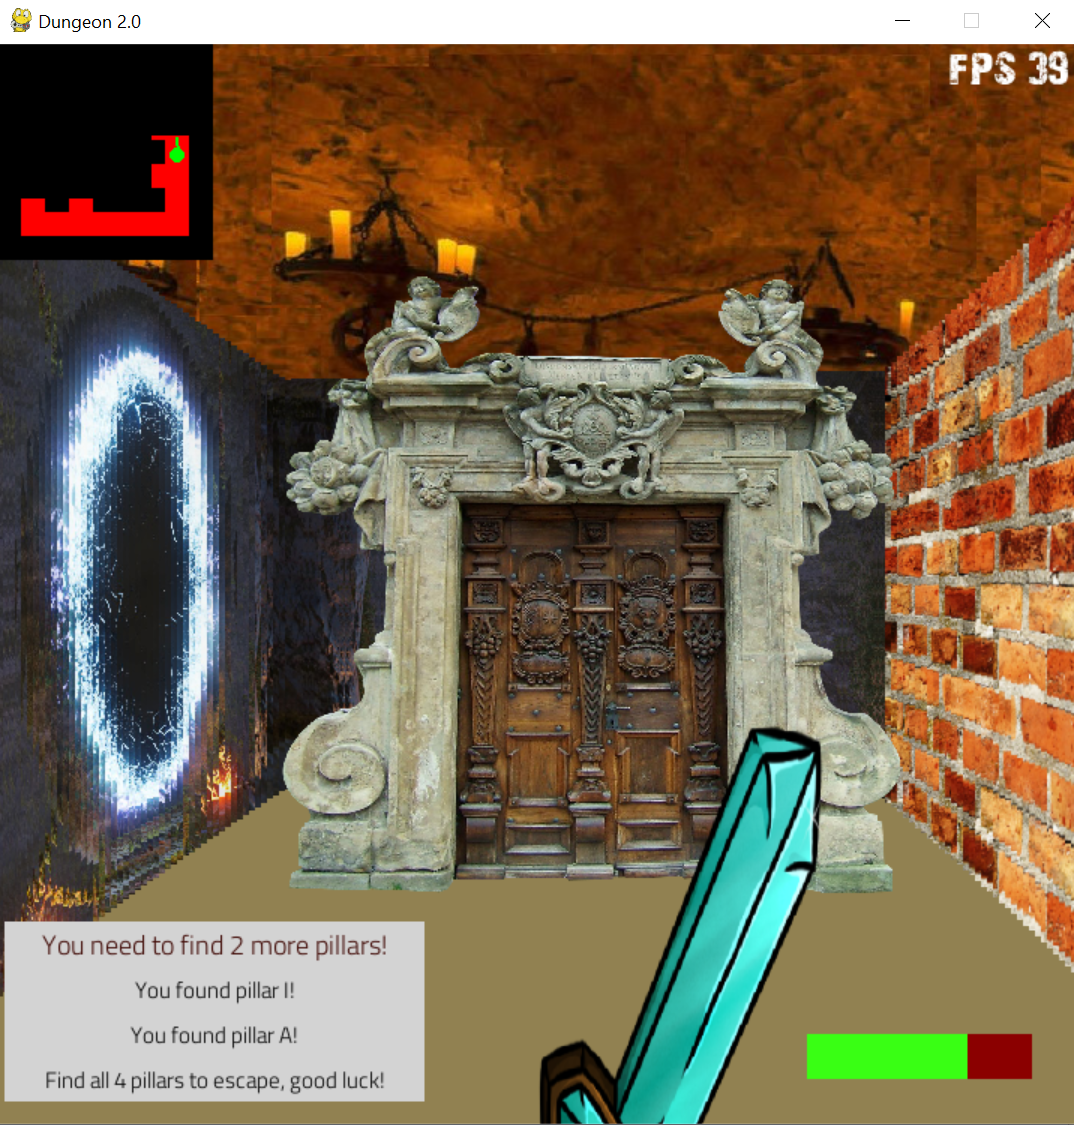 Dungeon 2.0
FPS 39
You need to find 2 more pillars!
You found pillar I!
You found pillar A!
Find all 4 pillars to escape, good luck!